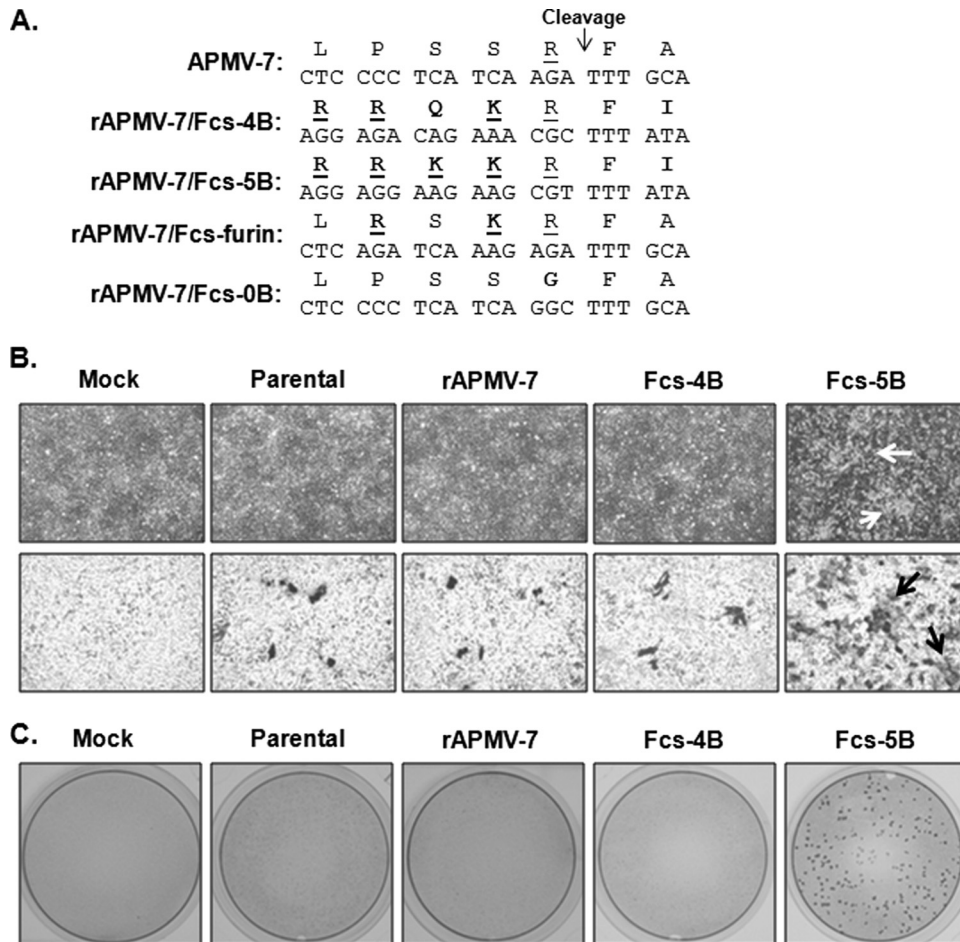 A.
Cleavage
L P S S R F A
APMV-7:
CTC CCC TCA TCA AGA TTT GCA
R R Q K R F I
rAPMV-7/Fcs-4B:
AGG AGA CAG AAA CGC TTT ATA
R R K K R F I
rAPMV-7/Fcs-5B:
AGG AGG AAG AAG CGT TTT ATA
L R S K R F A
rAPMV-7/Fcs-furin:
CTC AGA TCA AAG AGA TTT GCA
L P S S G F A
rAPMV-7/Fcs-0B:
CTC CCC TCA TCA GGC TTT GCA
B.
Mock Parental rAPMV-7 Fcs-4B Fcs-5B
C.
Mock Parental rAPMV-7 Fcs-4B Fcs-5B